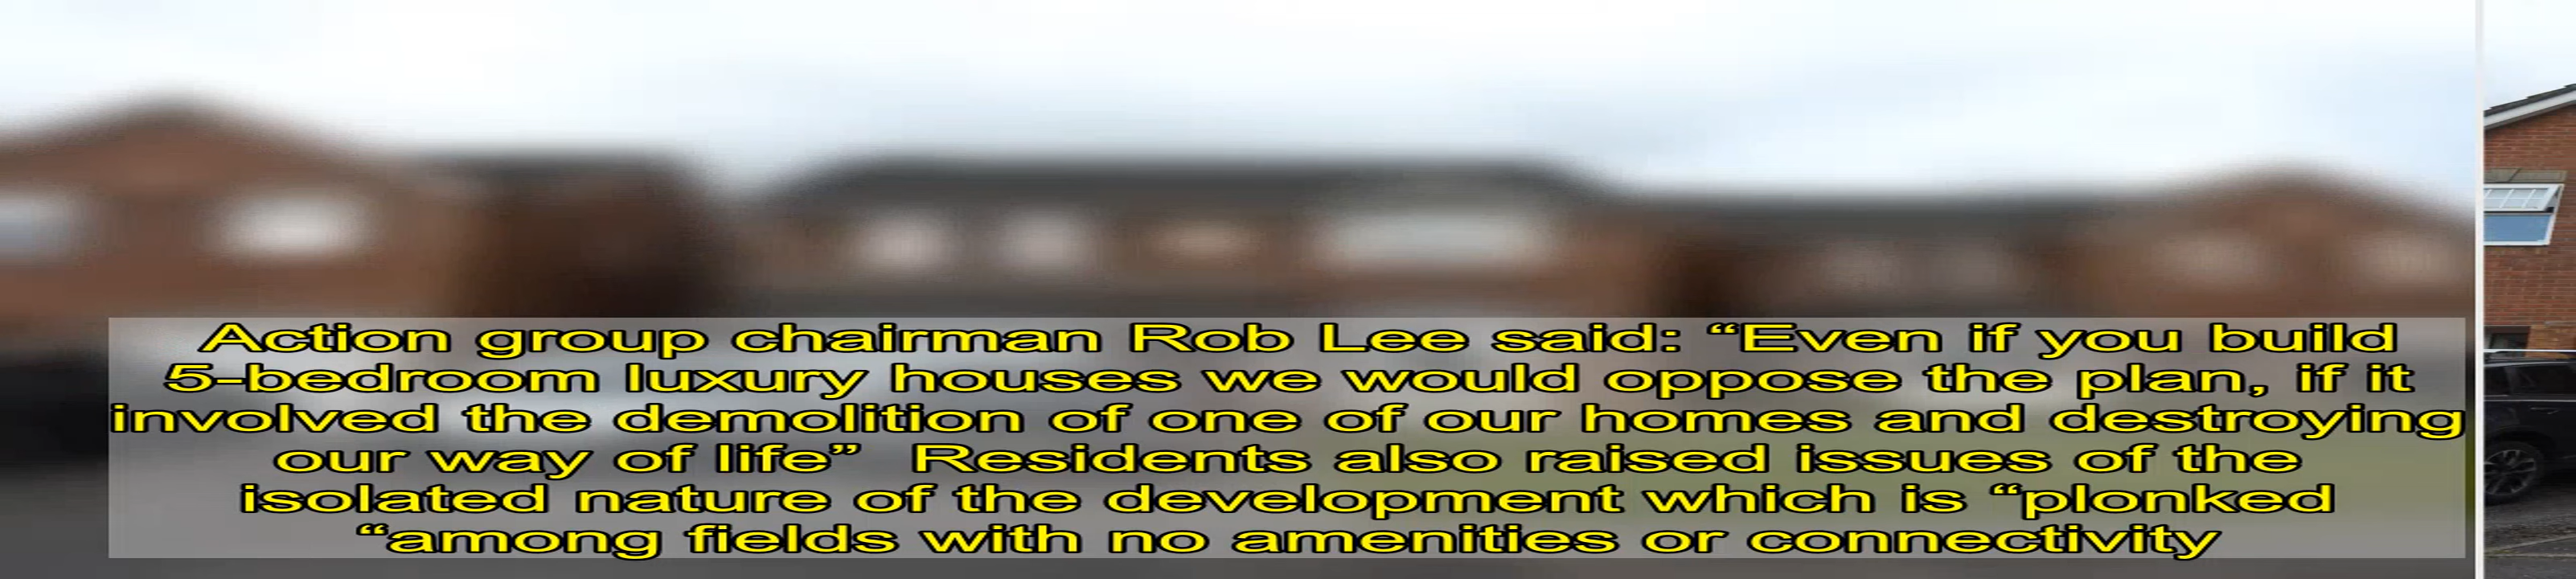 Action group chairman Rob Lee said: “Even if you build
5-bedroom luxury houses we would oppose the plan, if it
involved the demolition of one of our homes and destroying
our way of life”  Residents also raised issues of the
isolated nature of the development which is “plonked
“among fields with no amenities or connectivity